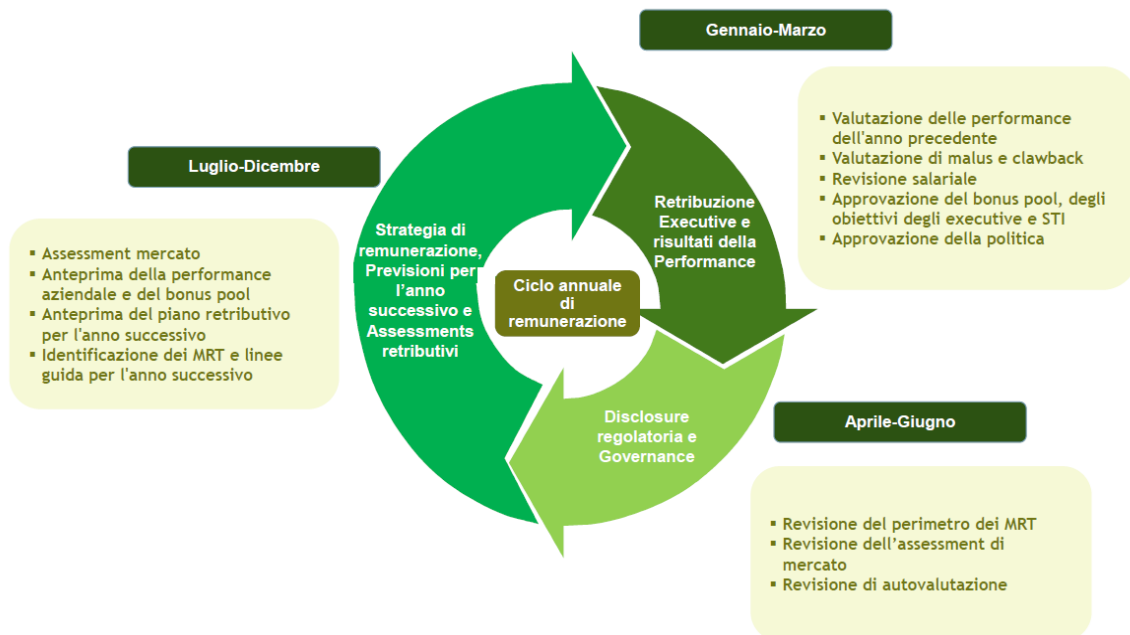 Gennaio-Marzo
▪ Valutazione delle performance
dell'anno precedente
▪ Valutazione di malus e clawback
▪ Revisione salariale
▪ Approvazione del bonus pool, degli
obiettivi degli executive e STI
▪ Approvazione della politica
Luglio-Dicembre
▪ Assessment mercato
▪ Anteprima della performance
aziendale e del bonus pool
▪ Anteprima del piano retributivo
per l'anno successivo
▪ Identificazione dei MRT e linee
guida per l'anno successivo
Strategia di
remunerazione,
Previsioni per
l’anno
successivo e
Assessments
retributivi
Retribuzione
Executive e
risultati della
Performance
Ciclo annuale
di
remunerazione
Disclosure
regolatoria e
Governance
Aprile-Giugno
▪ Revisione del perimetro dei MRT
▪ Revisione dell’assessment di
mercato
▪ Revisione di autovalutazione